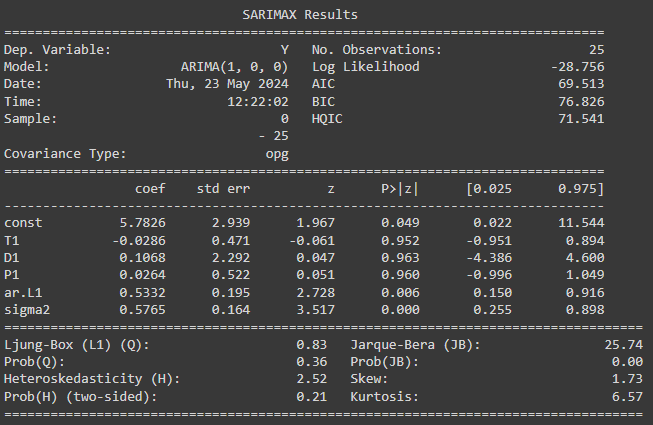 SARIMAX Results
==============================================================================
Dep. Variable:                      Y   No. Observations:                   25
Model:                 ARIMA(1, 0, 0)   Log Likelihood                 -28.756
Date:                Thu, 23 May 2024   AIC                             69.513
Time:                        12:22:02   BIC                             76.826
Sample:                             0   HQIC                            71.541
                                 - 25
Covariance Type:                  opg
==============================================================================
                 coef    std err          z      P>|z|      [0.025      0.975]
------------------------------------------------------------------------------
const          5.7826      2.939      1.967      0.049       0.022      11.544
T1            -0.0286      0.471     -0.061      0.952      -0.951       0.894
D1             0.1068      2.292      0.047      0.963      -4.386       4.600
P1             0.0264      0.522      0.051      0.960      -0.996       1.049
ar.L1          0.5332      0.195      2.728      0.006       0.150       0.916
sigma2         0.5765      0.164      3.517      0.000       0.255       0.898
===================================================================================
Ljung-Box (L1) (Q):                   0.83   Jarque-Bera (JB):                25.74
Prob(Q):                              0.36   Prob(JB):                         0.00
Heteroskedasticity (H):               2.52   Skew:                             1.73
Prob(H) (two-sided):                  0.21   Kurtosis:                         6.57
===================================================================================